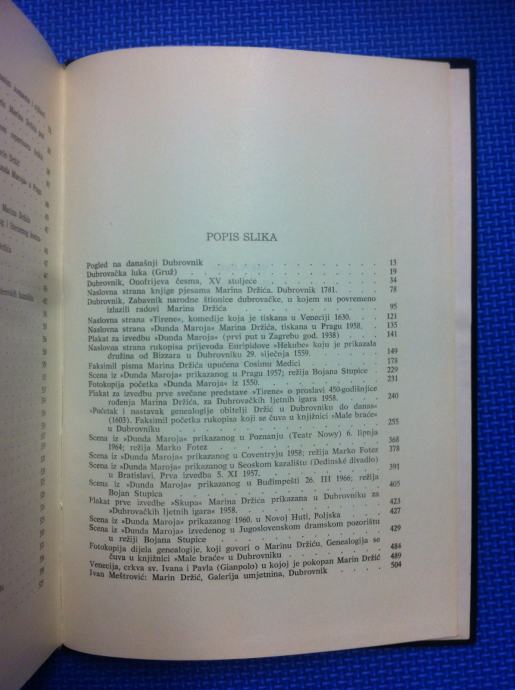 POPIS SLIKA
Pogled na današnji Dubrovnik 13
Dubrovačka luka (Gruž) 19
Dubrovnik, Onofrijeva česma, XV stoljeće 34
Naslovna strana knjige pjesama Marina Držića. Dubrovnik 1781. 78
Dubrovnik, Zabavnik narodne štionice dubrovačke, u kojem su povremeno
izlazili radovi Marina Držića 95
Naslovna strana »Tirene«, komedije koja je tiskana u Veneciji 1630. 121
Naslovna strana »Dunda Maroja« Marina Držića, tiskana u Pragu 1958. 135
Plakat za izvedbu »Dunda Maroja« (prvi put u Zagrebu god. 1938) 141
Naslovna strana rukopisa prijevoda Euripidove »Hekube« koju je prikazala
družina od Bizzara u Dubrovniku 29. siječnja 1559. 149
Faksimil pisma Marina Držića upućena Cosimu Medici 178
Scena iz »Dunda Maroja« prikazanog u Pragu 1957; režija Bojana Stupice 229
Fotokopija početka »Dunda Maroja« iz 1550. 231
Plakat za izvedbu prve svečane predstave »Tirene« o proslavi 450-godišnjice
rođenja Marina Držića, za Dubrovačkih ljetnih igara 1958. 240
»Početak i nastavak genealogije obitelji Držić u Dubrovniku do danas«
(1603). Faksimil početka rukopisa koji se čuva u knjižnici »Male braće«
u Dubrovniku 255
Scena iz »Dunda Maroja« prikazanog u Poznanju (Teatr Nowy) 6. lipnja
1964; režija Marko Fotez 368
Scena iz »Dunda Maroja« prikazanog u Coventryju 1958; režija Marko Fotez 378
Scena iz »Dunda Maroja« prikazanog u Seoskom kazalištu (Dedinské divadlo)
u Bratislavi, Prva izvedba 5. XI 1957. 391
Scena iz »Dunda Maroja« prikazanog u Budimpešti 26. III 1966; režija
Bojan Stupica 405
Plakat prve izvedbe »Skupa« Marina Držića prikazana u Dubrovniku za
»Dubrovačkih ljetnih igara« 1958. 423
Scena iz »Dunda Maroja« prikazanog 1960. u Novoj Huti, Poljska 427
Scena iz »Dunda Maroja« izvedenog u Jugoslovenskom dramskom pozorištu
u režiji Bojana Stupice 429
Fotokopija dijela genealogije, koji govori o Marinu Držiću, Genealogija se
čuva u knjižnici »Male braće« u Dubrovniku 484
Venecija, crkva sv. Ivana i Pavla (Gianpolo) u kojoj je pokopan Marin Držić 489
Ivan Meštrović: Marin Držić, Galerija umjetnina, Dubrovnik 504